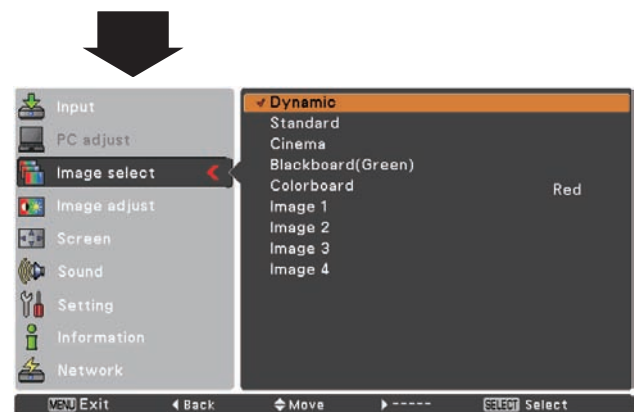 Input
PC adjust
Image select
Image adjust
Screen
Sound
Setting
Information
Network
Dynamic
Standard
Cinema
Blackboard(Green)
Colorboard Red
Image 1
Image 2
Image 3
Image 4
MENU Exit Back Move ----- SELECT Select